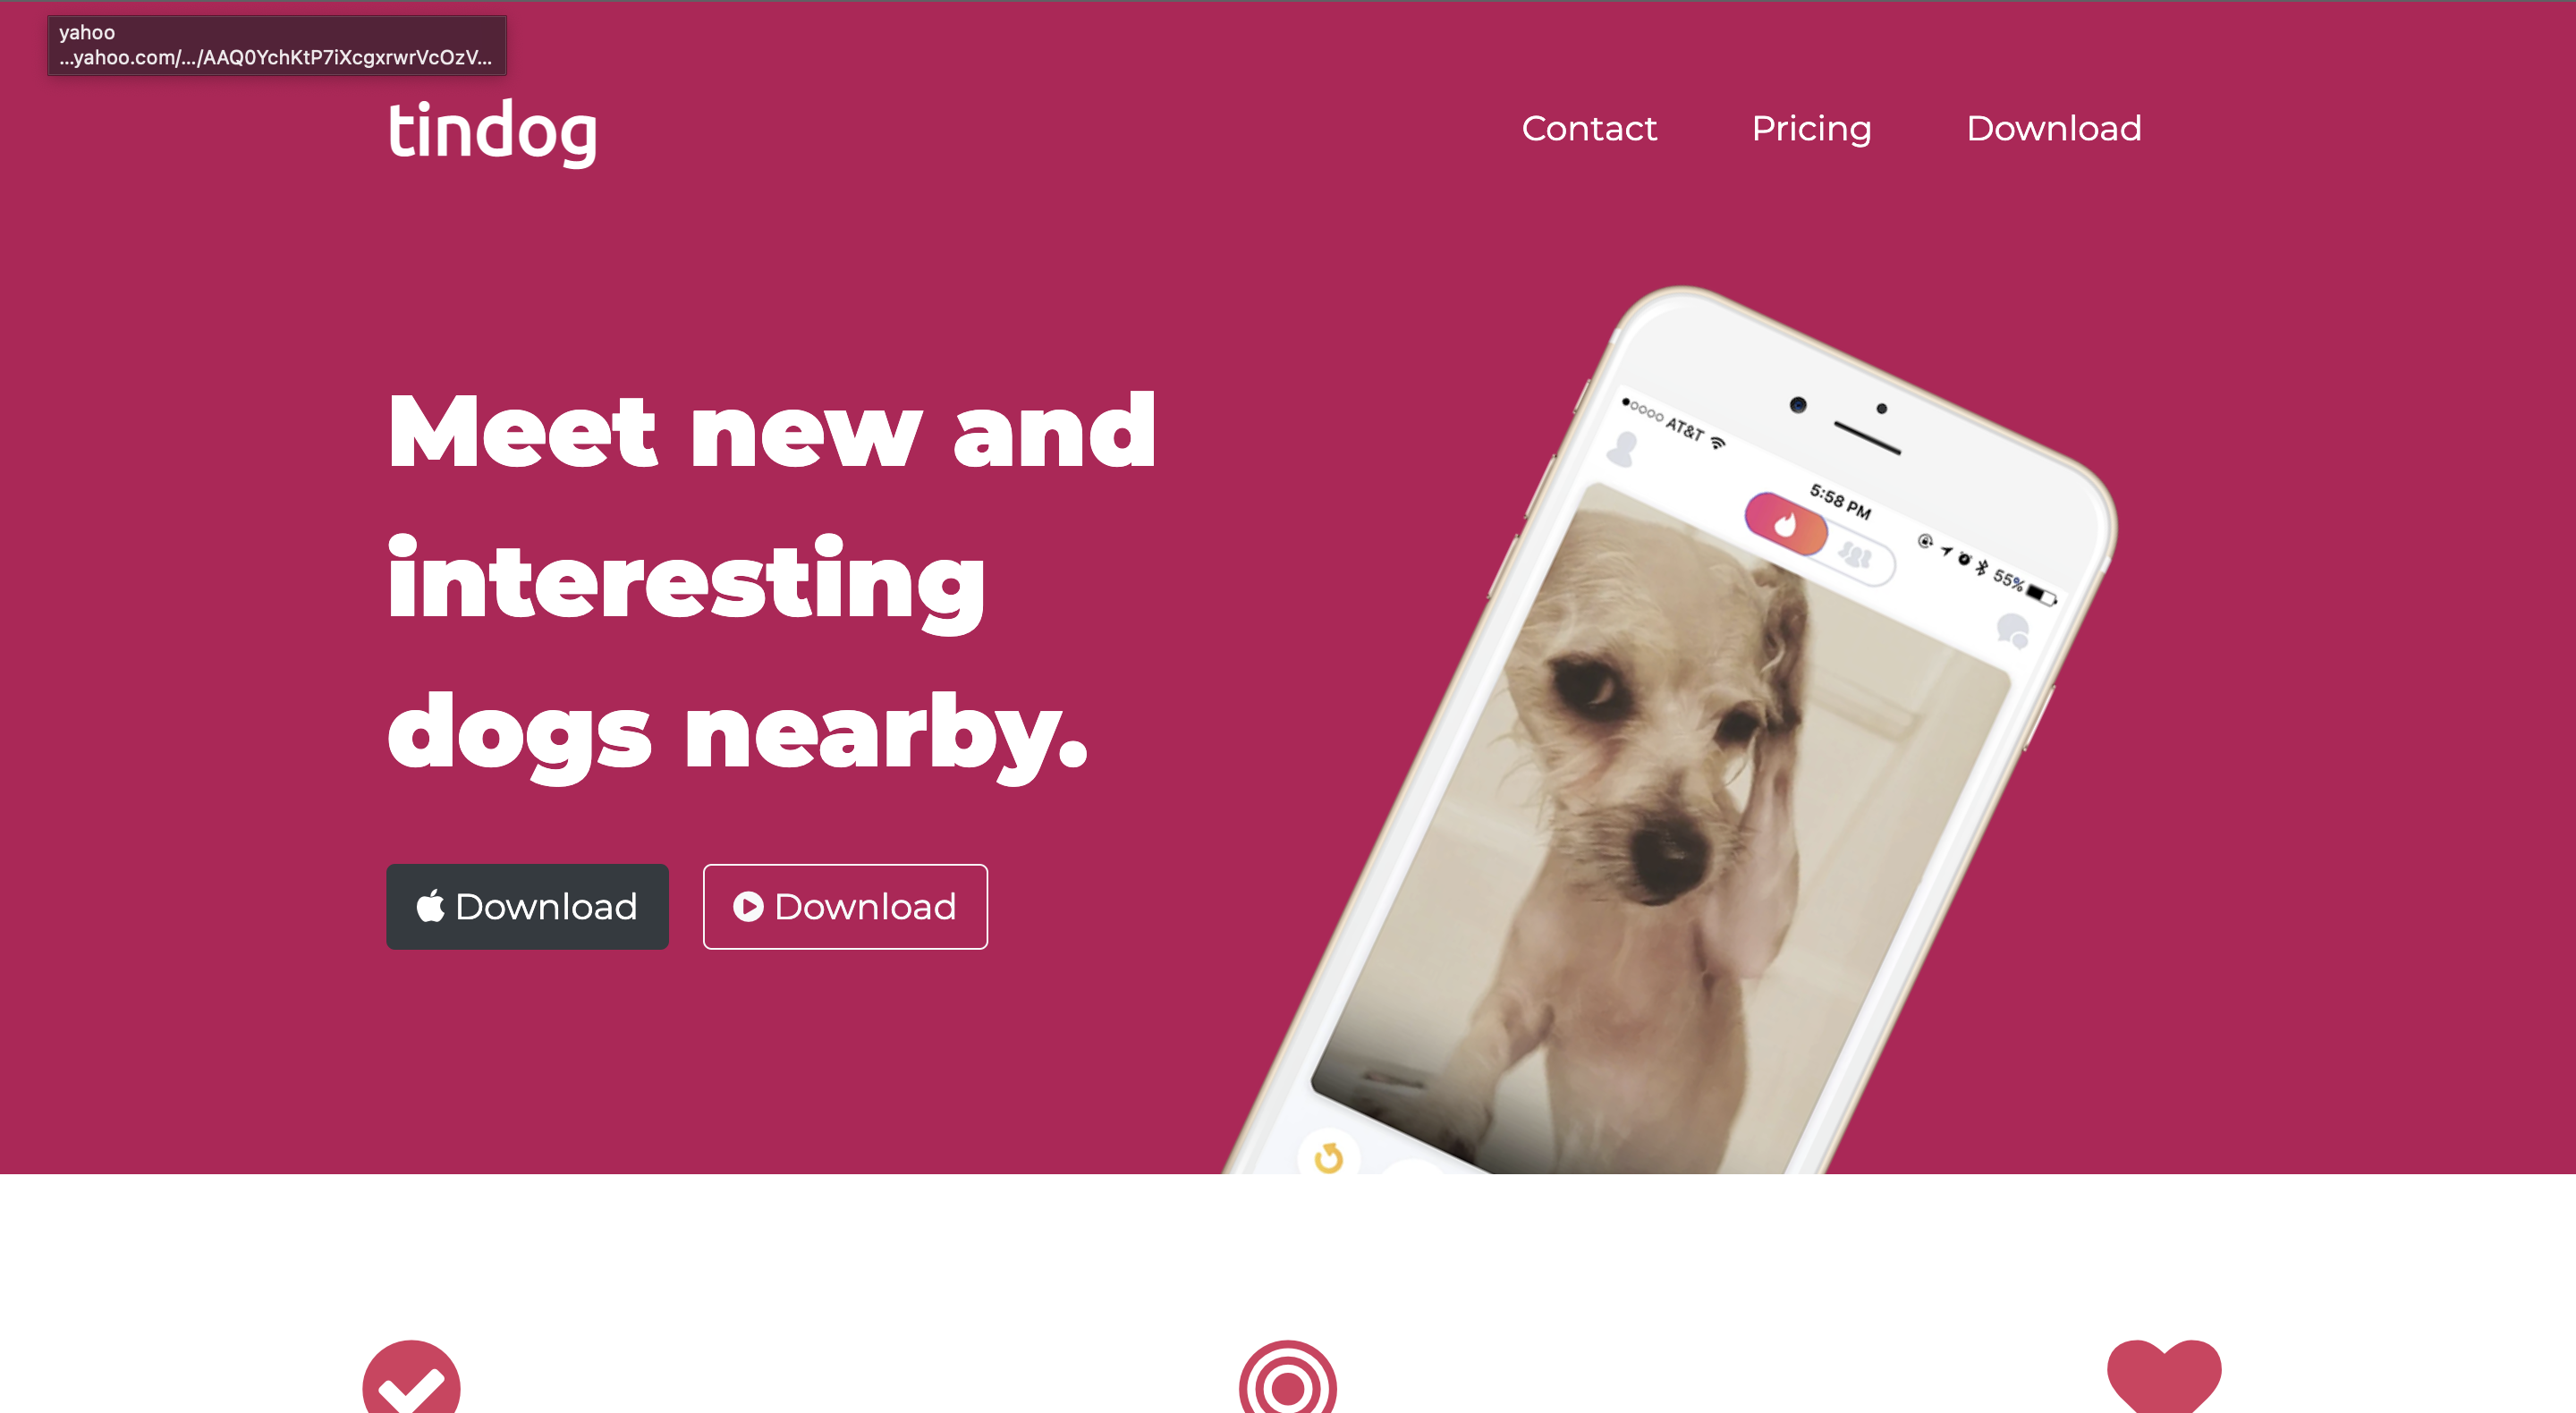 yahoo
...yahoo.com/.../AAQ0YchKtP7iXcgxrwrVcOzV...
tindog
Contact
Pricing
Download
Meet new and
interesting
dogs nearby.
Download
Download
AT&T
5:58 PM
55%